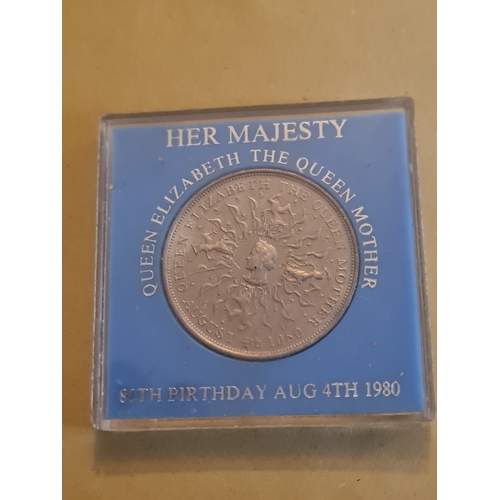 HER MAJESTY
QUEEN ELIZABETH THE QUEEN MOTHER
QUEEN ELIZABETH THE QUEEN MOTHER
AUGUST 4th 1980
80TH BIRTHDAY AUG 4TH 1980